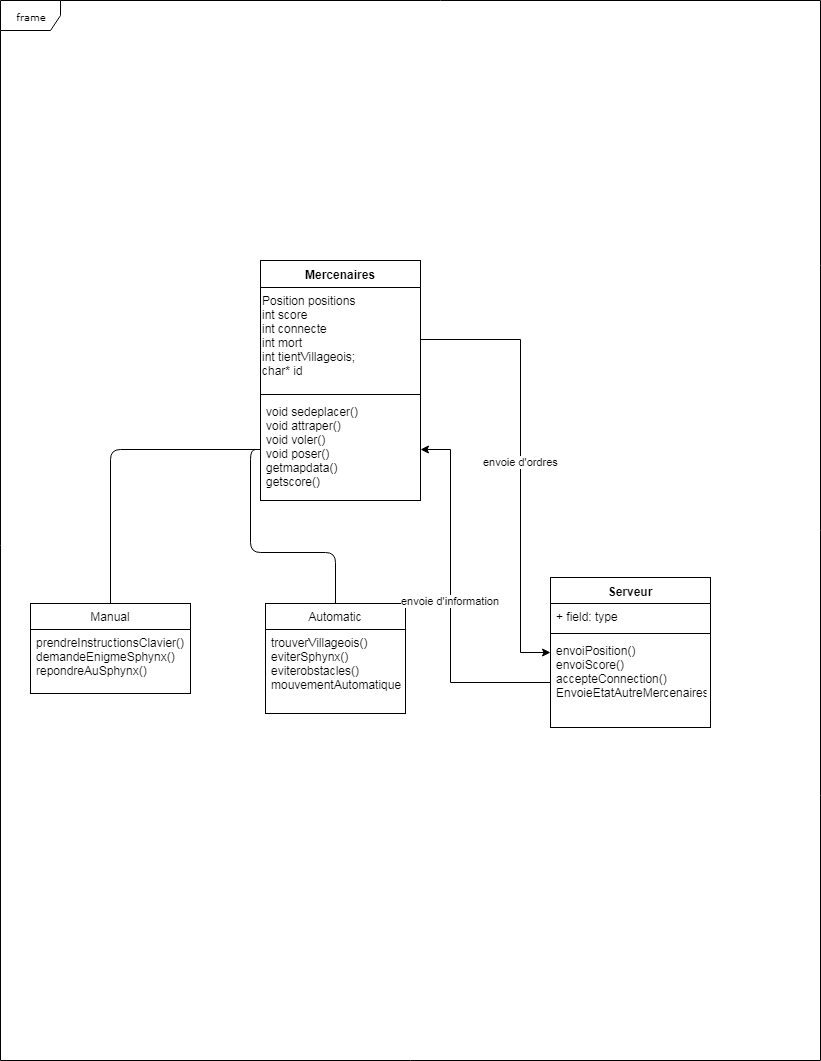 frame
Mercenaires
Position positions
int score
int connecte
int mort
int tientVillageois;
char* id
void sedeplacer()
void attraper()
void voler()
void poser()
getmapdata()
getscore()
envoie d'ordres
envoie d'information
Manual
prendreInstructionsClavier()
demandeEnigmeSphynx()
repondreAuSphynx()
Automatic
trouverVillageois()
eviterSphynx()
eviterobstacles()
mouvementAutomatique
Serveur
+ field: type
envoiPosition()
envoiScore()
accepteConnection()
EnvoieEtatAutreMercenaires